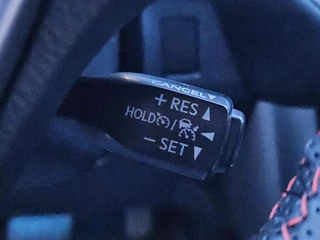 CANCEL
+ RES
HOLD /
− SET